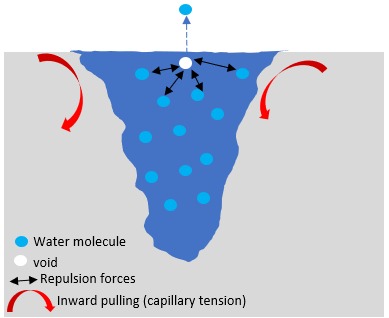 Water molecule
void
Repulsion forces
Inward pulling (capillary tension)